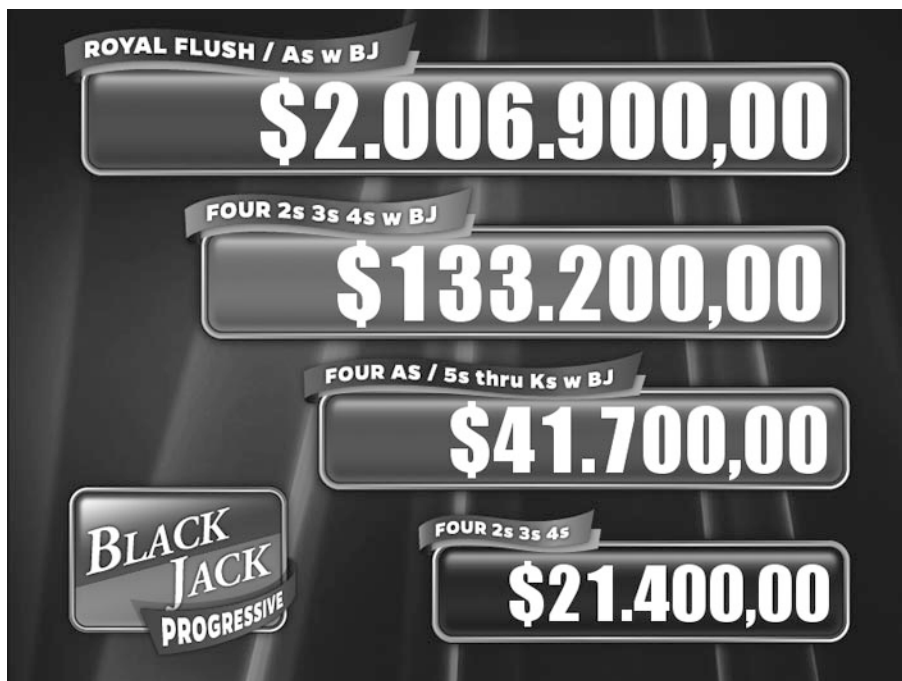 ROYAL FLUSH / As w BJ
$2.006.900,00
FOUR 2s 3s 4s w BJ
$133.200,00
FOUR AS / 5s thru Ks w BJ
$41.700,00
FOUR 2s 3s 4s
$21.400,00
BLACK
JACK
PROGRESSIVE